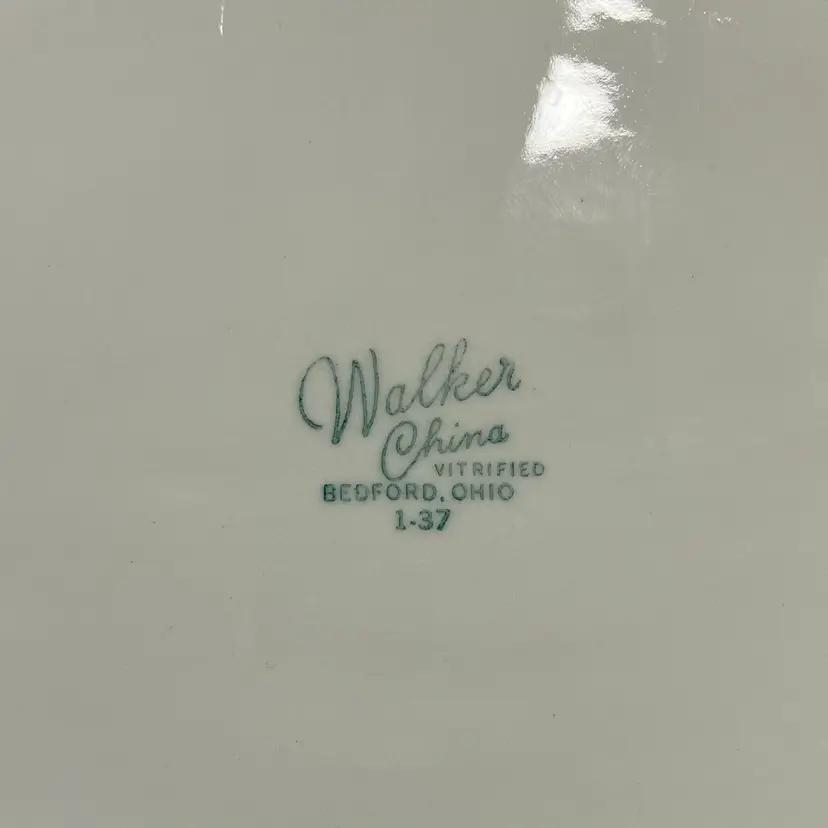 Walker
China
VITRIFIED
BEDFORD, OHIO
1-37